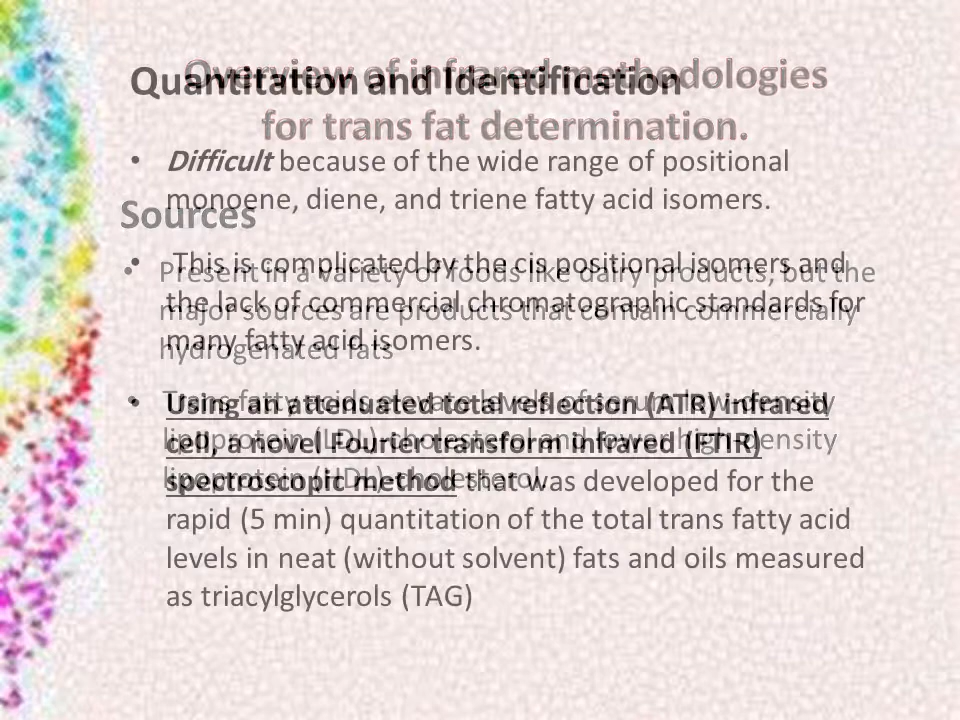 Overview of infrared methodologies
for trans fat determination.
Sources
• Present in a variety of foods like dairy products, but the
major sources are products that contain commercially
hydrogenated fats
• Trans fatty acids elevate levels of serum low-density
lipoprotein (LDL) cholesterol and lower high-density
lipoprotein (HDL) cholesterol.
Quantitation and Identification
• Difficult because of the wide range of positional
monoene, diene, and triene fatty acid isomers.
• This is complicated by the cis positional isomers and
the lack of commercial chromatographic standards for
many fatty acid isomers.
• Using an attenuated total reflection (ATR) infrared
cell, a novel Fourier transform infrared (FTIR)
spectroscopic method that was developed for the
rapid (5 min) quantitation of the total trans fatty acid
levels in neat (without solvent) fats and oils measured
as triacylglycerols (TAG)